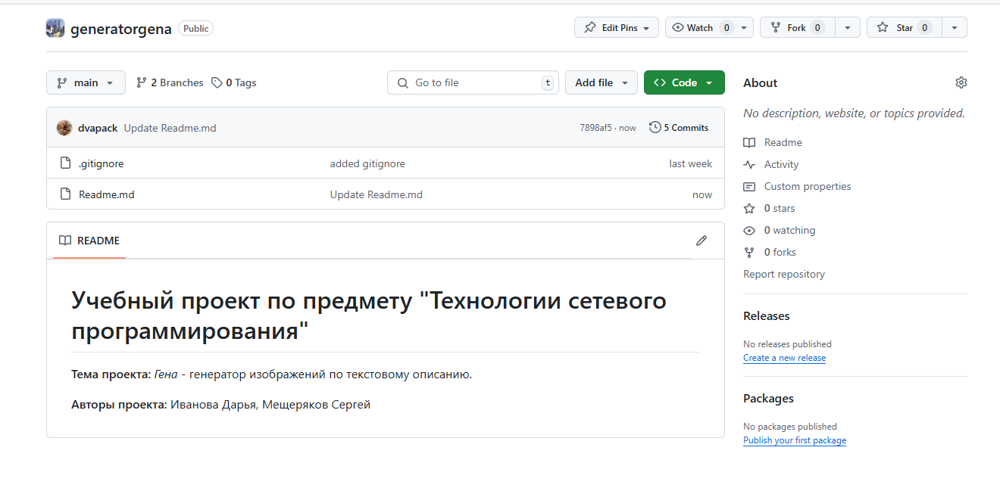 generatorgena Public
Edit Pins Watch 0 Fork 0 Star 0
main 2 Branches 0 Tags Go to file t Add file Code
dvapack Update Readme.md 7898af5 · now 5 Commits
.gitignore added gitignore last week
Readme.md Update Readme.md now
README
Учебный проект по предмету "Технологии сетевого
программирования"
Тема проекта: Гена - генератор изображений по текстовому описанию.
Авторы проекта: Иванова Дарья, Мещеряков Сергей
About
No description, website, or topics provided.
Readme
Activity
Custom properties
0 stars
0 watching
0 forks
Report repository
Releases
No releases published
Create a new release
Packages
No packages published
Publish your first package